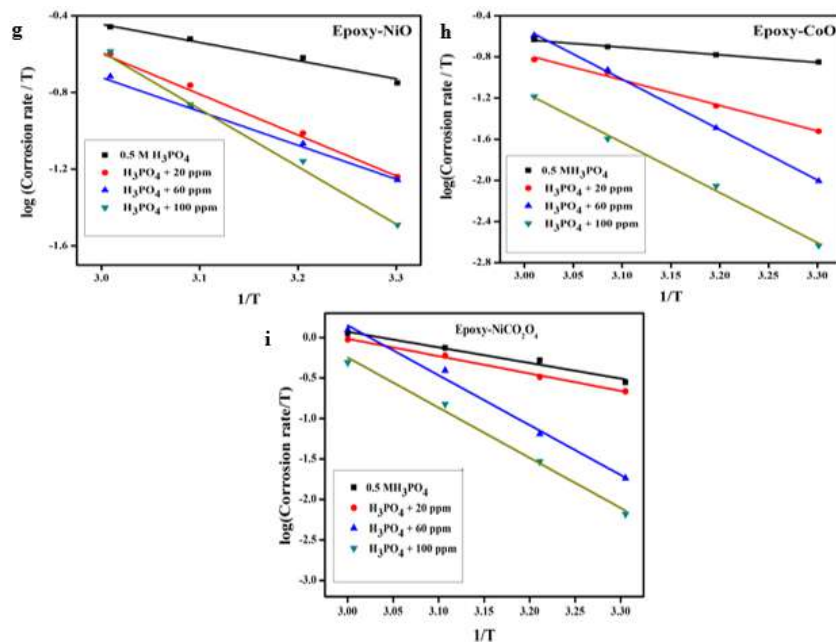 g
Epoxy-NiO
log (Corrosion rate / T)
-0.4
-0.8
-1.2
-1.6
0.5 M H₃PO₄
H₃PO₄ + 20 ppm
H₃PO₄ + 60 ppm
H₃PO₄ + 100 ppm
3.0 3.1 3.2 3.3
1/T
h
Epoxy-CoO
log (Corrosion rate / T)
-0.4
-0.8
-1.2
-1.6
-2.0
-2.4
-2.8
0.5 MH₃PO₄
H₃PO₄ + 20 ppm
H₃PO₄ + 60 ppm
H₃PO₄ + 100 ppm
3.00 3.05 3.10 3.15 3.20 3.25 3.30
1/T
i
Epoxy-NiCO₂O₄
log(Corrosion rate/T)
0.0
-0.5
-1.0
-1.5
-2.0
-2.5
-3.0
0.5 MH₃PO₄
H₃PO₄ + 20 ppm
H₃PO₄ + 60 ppm
H₃PO₄ + 100 ppm
3.00 3.05 3.10 3.15 3.20 3.25 3.30
1/T